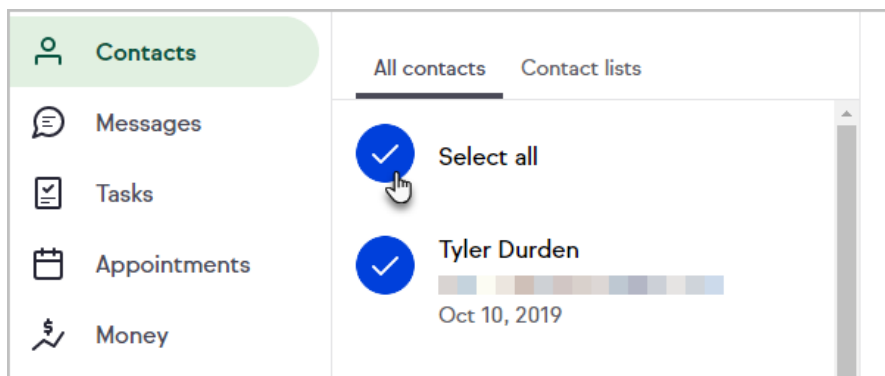 Contacts
Messages
Tasks
Appointments
$
Money
All contacts Contact lists
Select all
Tyler Durden
Oct 10, 2019